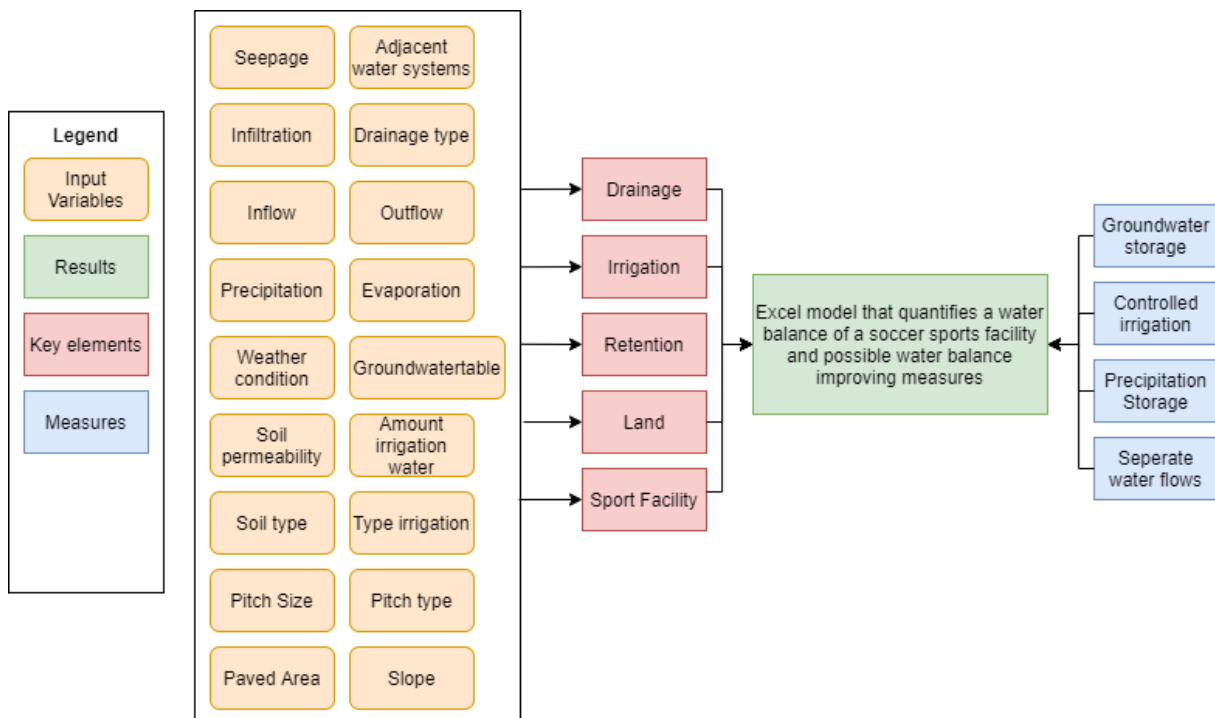 Legend
Input
Variables
Results
Key elements
Measures
Seepage
Adjacent
water systems
Infiltration
Drainage type
Inflow
Outflow
Precipitation
Evaporation
Weather
condition
Groundwatertable
Soil
permeability
Amount
irrigation
water
Soil type
Type irrigation
Pitch Size
Pitch type
Paved Area
Slope
Drainage
Irrigation
Retention
Land
Sport Facility
Excel model that quantifies a water
balance of a soccer sports facility
and possible water balance
improving measures
Groundwater
storage
Controlled
irrigation
Precipitation
Storage
Seperate
water flows